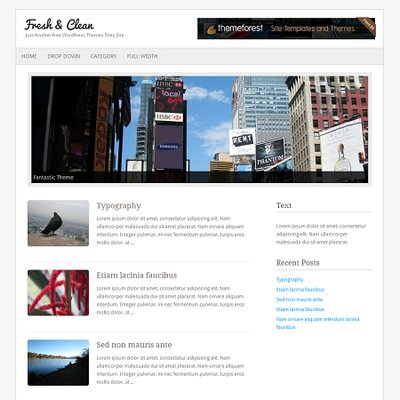 Fresh & Clean
Just Another Free WordPress Themes Sites Site
themeforest Site Templates and Themes
HOME DROP DOWN CATEGORY FULL WIDTH
Kodak
local
HSBC
SAMSUNG
RENT
PHANTOM
Fantastic Theme
Typography
Lorem ipsum dolor sit amet, consectetur adipiscing elit. Nam
ullamcorper malesuada dui sit amet placerat. Nam ornare aliquam
interdum. Integer pulvinar, mi nec fermentum pulvinar, turpis eros
mollis dolor, at ...
Etiam lacinia faucibus
Lorem ipsum dolor sit amet, consectetur adipiscing elit. Nam
ullamcorper malesuada dui sit amet placerat. Nam ornare aliquam
interdum. Integer pulvinar, mi nec fermentum pulvinar, turpis eros
mollis dolor, at ...
Sed non mauris ante
Lorem ipsum dolor sit amet, consectetur adipiscing elit. Nam
ullamcorper malesuada dui sit amet placerat. Nam ornare aliquam
interdum. Integer pulvinar, mi nec fermentum pulvinar, turpis eros
mollis dolor, at ...
Text
Lorem ipsum dolor sit amet, consectetur
adipiscing elit. Nam ullamcorper
malesuada dui sit amet placerat.
Recent Posts
Typography
Etiam lacinia faucibus
Sed non mauris ante
Etiam lacinia faucibus
Nam ornare aliquam interdum lacinia
faucibus